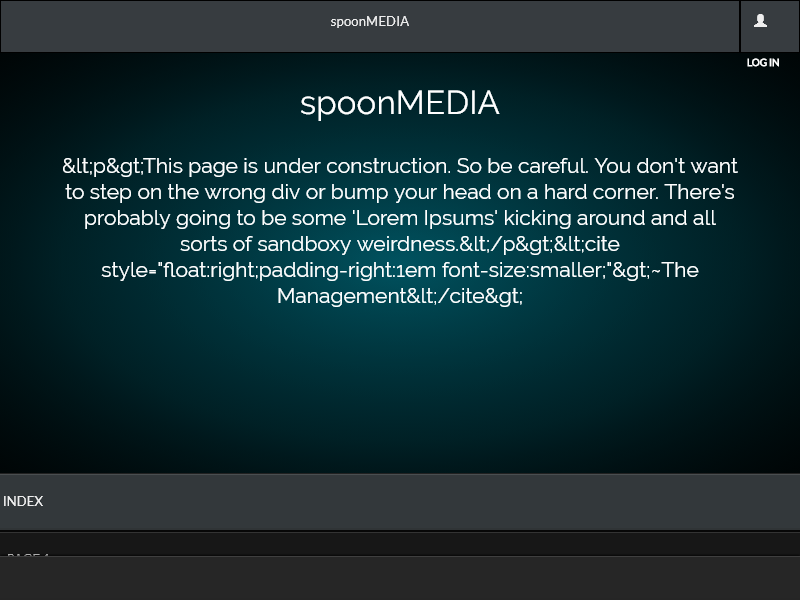 spoonMEDIA
LOG IN
spoonMEDIA
&lt;p&gt;This page is under construction. So be careful. You don't want
to step on the wrong div or bump your head on a hard corner. There's
probably going to be some 'Lorem Ipsums' kicking around and all
sorts of sandboxy weirdness.&lt;/p&gt;&lt;cite
style="float:right;padding-right:1em font-size:smaller;"&gt;~The
Management&lt;/cite&gt;
INDEX